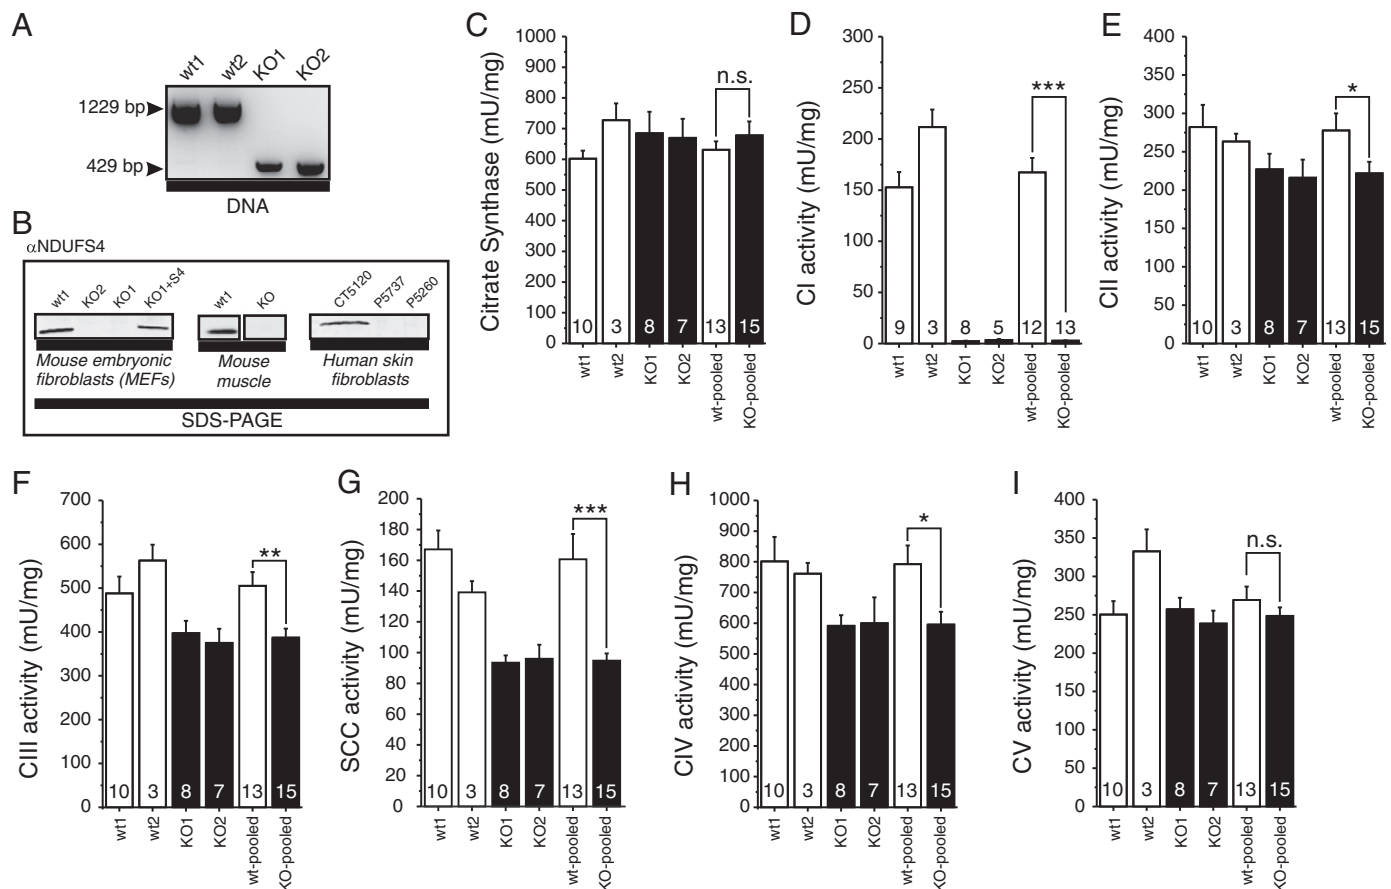 A
wt1 wt2 KO1 KO2
1229 bp
429 bp
DNA
B
αNDUFS4
wt1 KO2 KO1 KO1+S4 wt1 KO CT5120 P5737 P5260
Mouse embryonic
fibroblasts (MEFs)
Mouse
muscle
Human skin
fibroblasts
SDS-PAGE
C
Citrate Synthase (mU/mg)
1000
900
800
700
600
500
400
300
200
100
0
n.s.
10 3 8 7 13 15
wt1 wt2 KO1 KO2 wt-pooled KO-pooled
D
CI activity (mU/mg)
300
250
200
150
100
50
0
***
9 3 8 5 12 13
wt1 wt2 KO1 KO2 wt-pooled KO-pooled
E
CII activity (mU/mg)
400
350
300
250
200
150
100
50
0
*
10 3 8 7 13 15
wt1 wt2 KO1 KO2 wt-pooled KO-pooled
F
CIII activity (mU/mg)
700
600
500
400
300
200
100
0
**
10 3 8 7 13 15
wt1 wt2 KO1 KO2 wt-pooled KO-pooled
G
SCC activity (mU/mg)
200
180
160
140
120
100
80
60
40
20
0
***
10 3 8 7 13 15
wt1 wt2 KO1 KO2 wt-pooled KO-pooled
H
CIV activity (mU/mg)
1000
900
800
700
600
500
400
300
200
100
0
*
10 3 8 7 13 15
wt1 wt2 KO1 KO2 wt-pooled KO-pooled
I
CV activity (mU/mg)
400
350
300
250
200
150
100
50
0
n.s.
10 3 8 7 13 15
wt1 wt2 KO1 KO2 wt-pooled KO-pooled